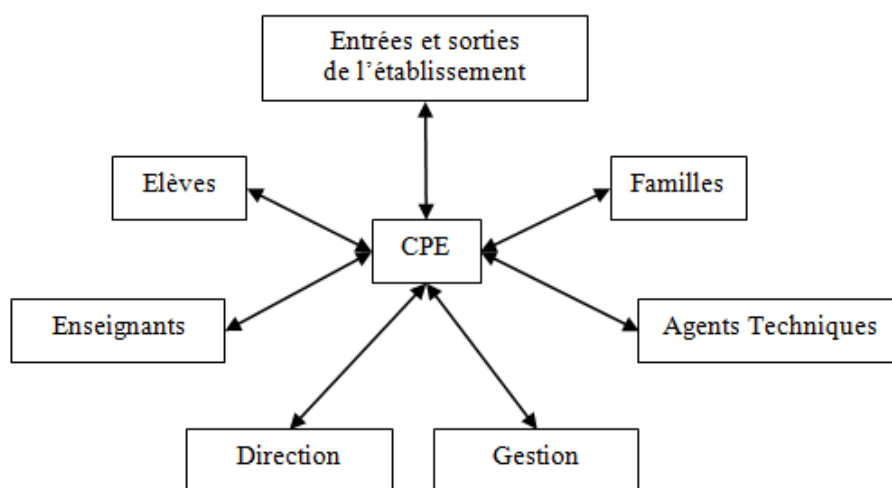 Entrées et sorties
de l’établissement
Elèves
Familles
CPE
Enseignants
Agents Techniques
Direction
Gestion